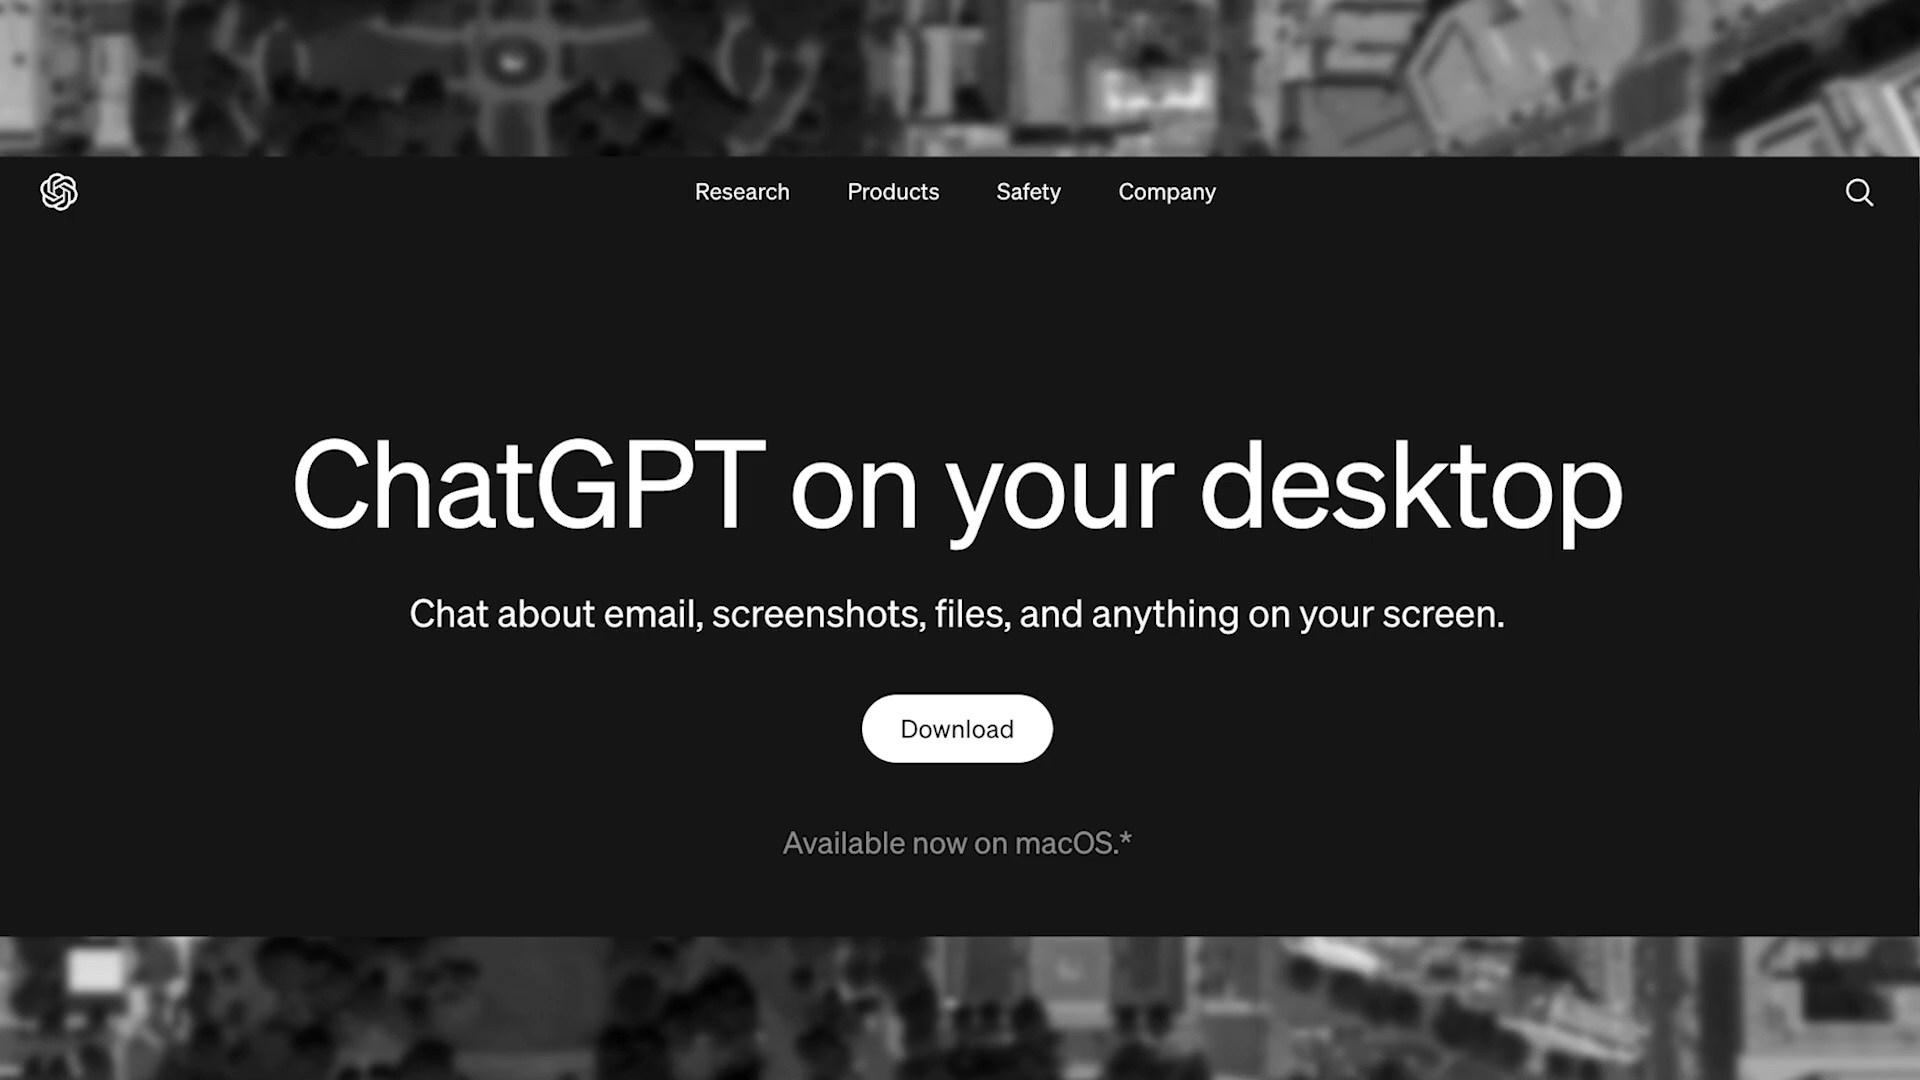 Research Products Safety Company
ChatGPT on your desktop
Chat about email, screenshots, files, and anything on your screen.
Download
Available now on macOS.*